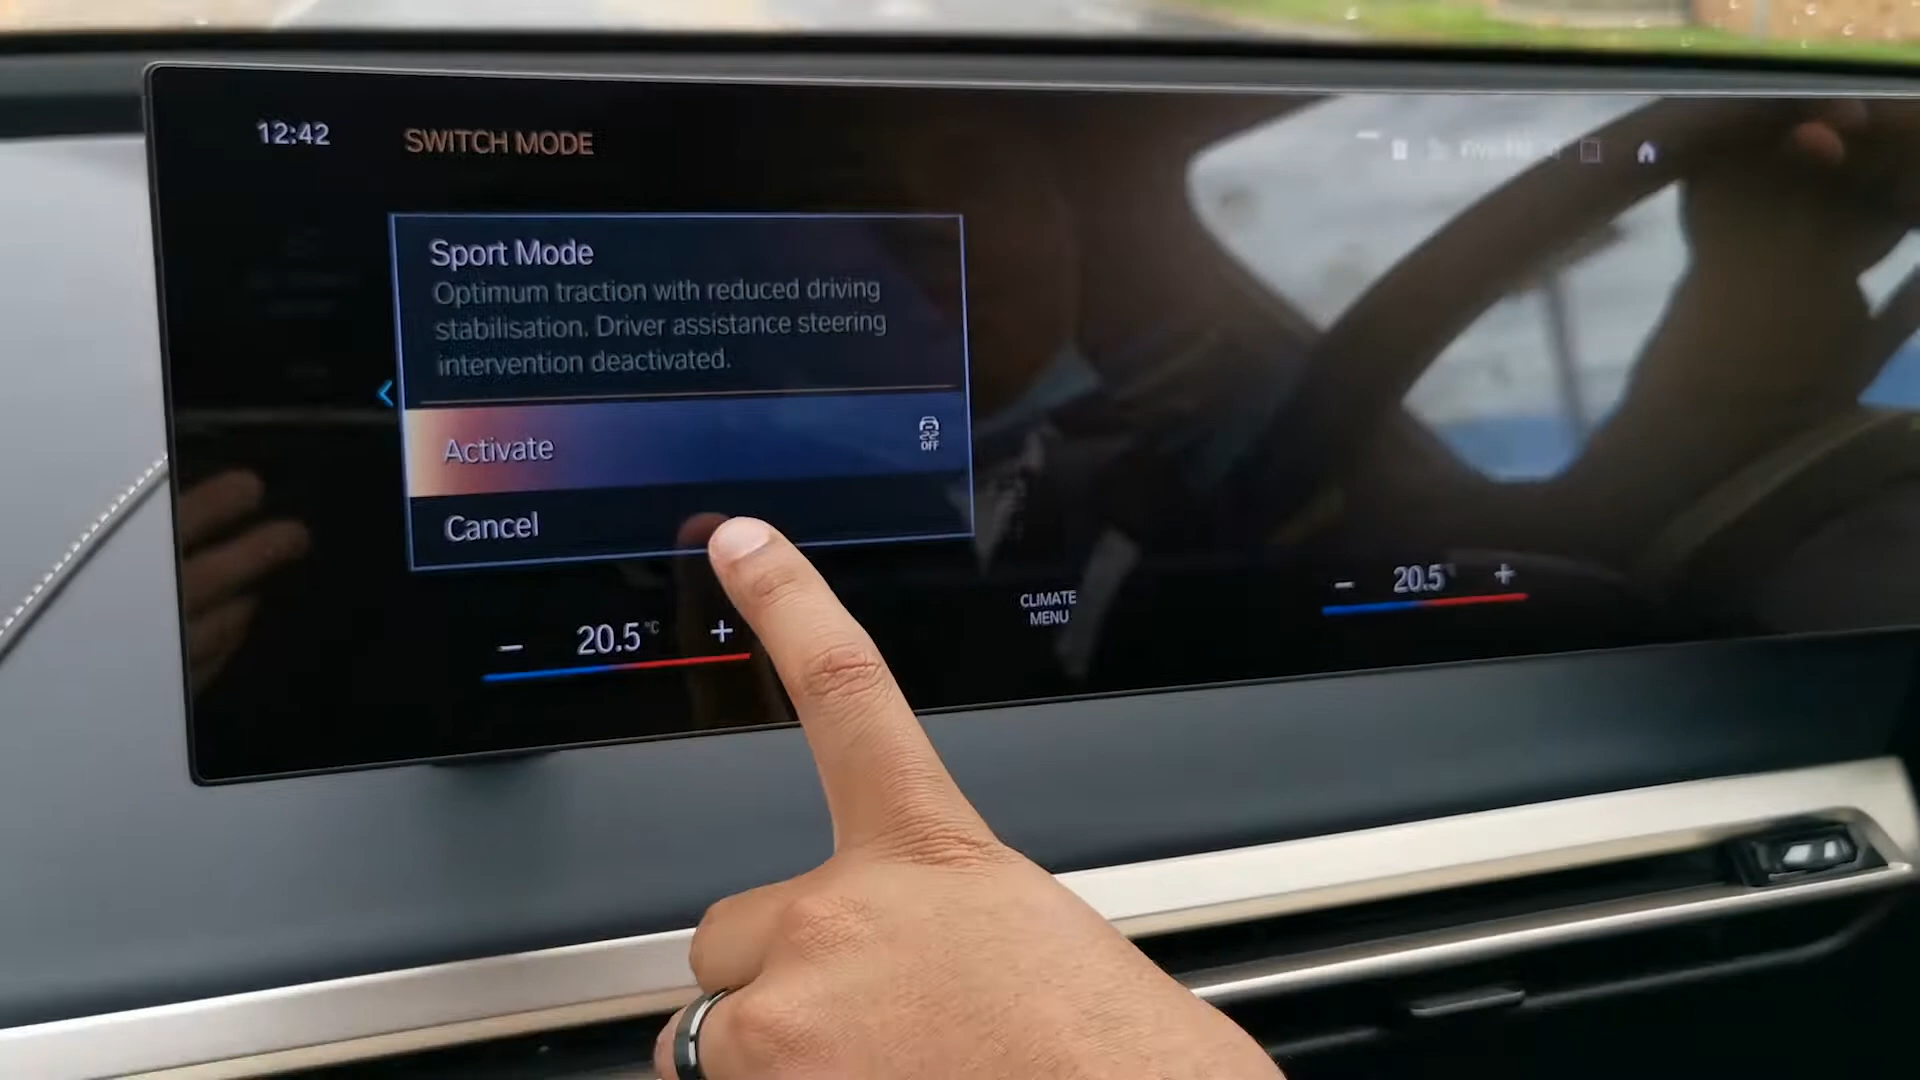 12:42
SWITCH MODE
Sport Mode
Optimum traction with reduced driving
stabilisation. Driver assistance steering
intervention deactivated.
Activate
OFF
Cancel
− 20.5 °C +
CLIMATE
MENU
− 20.5 +